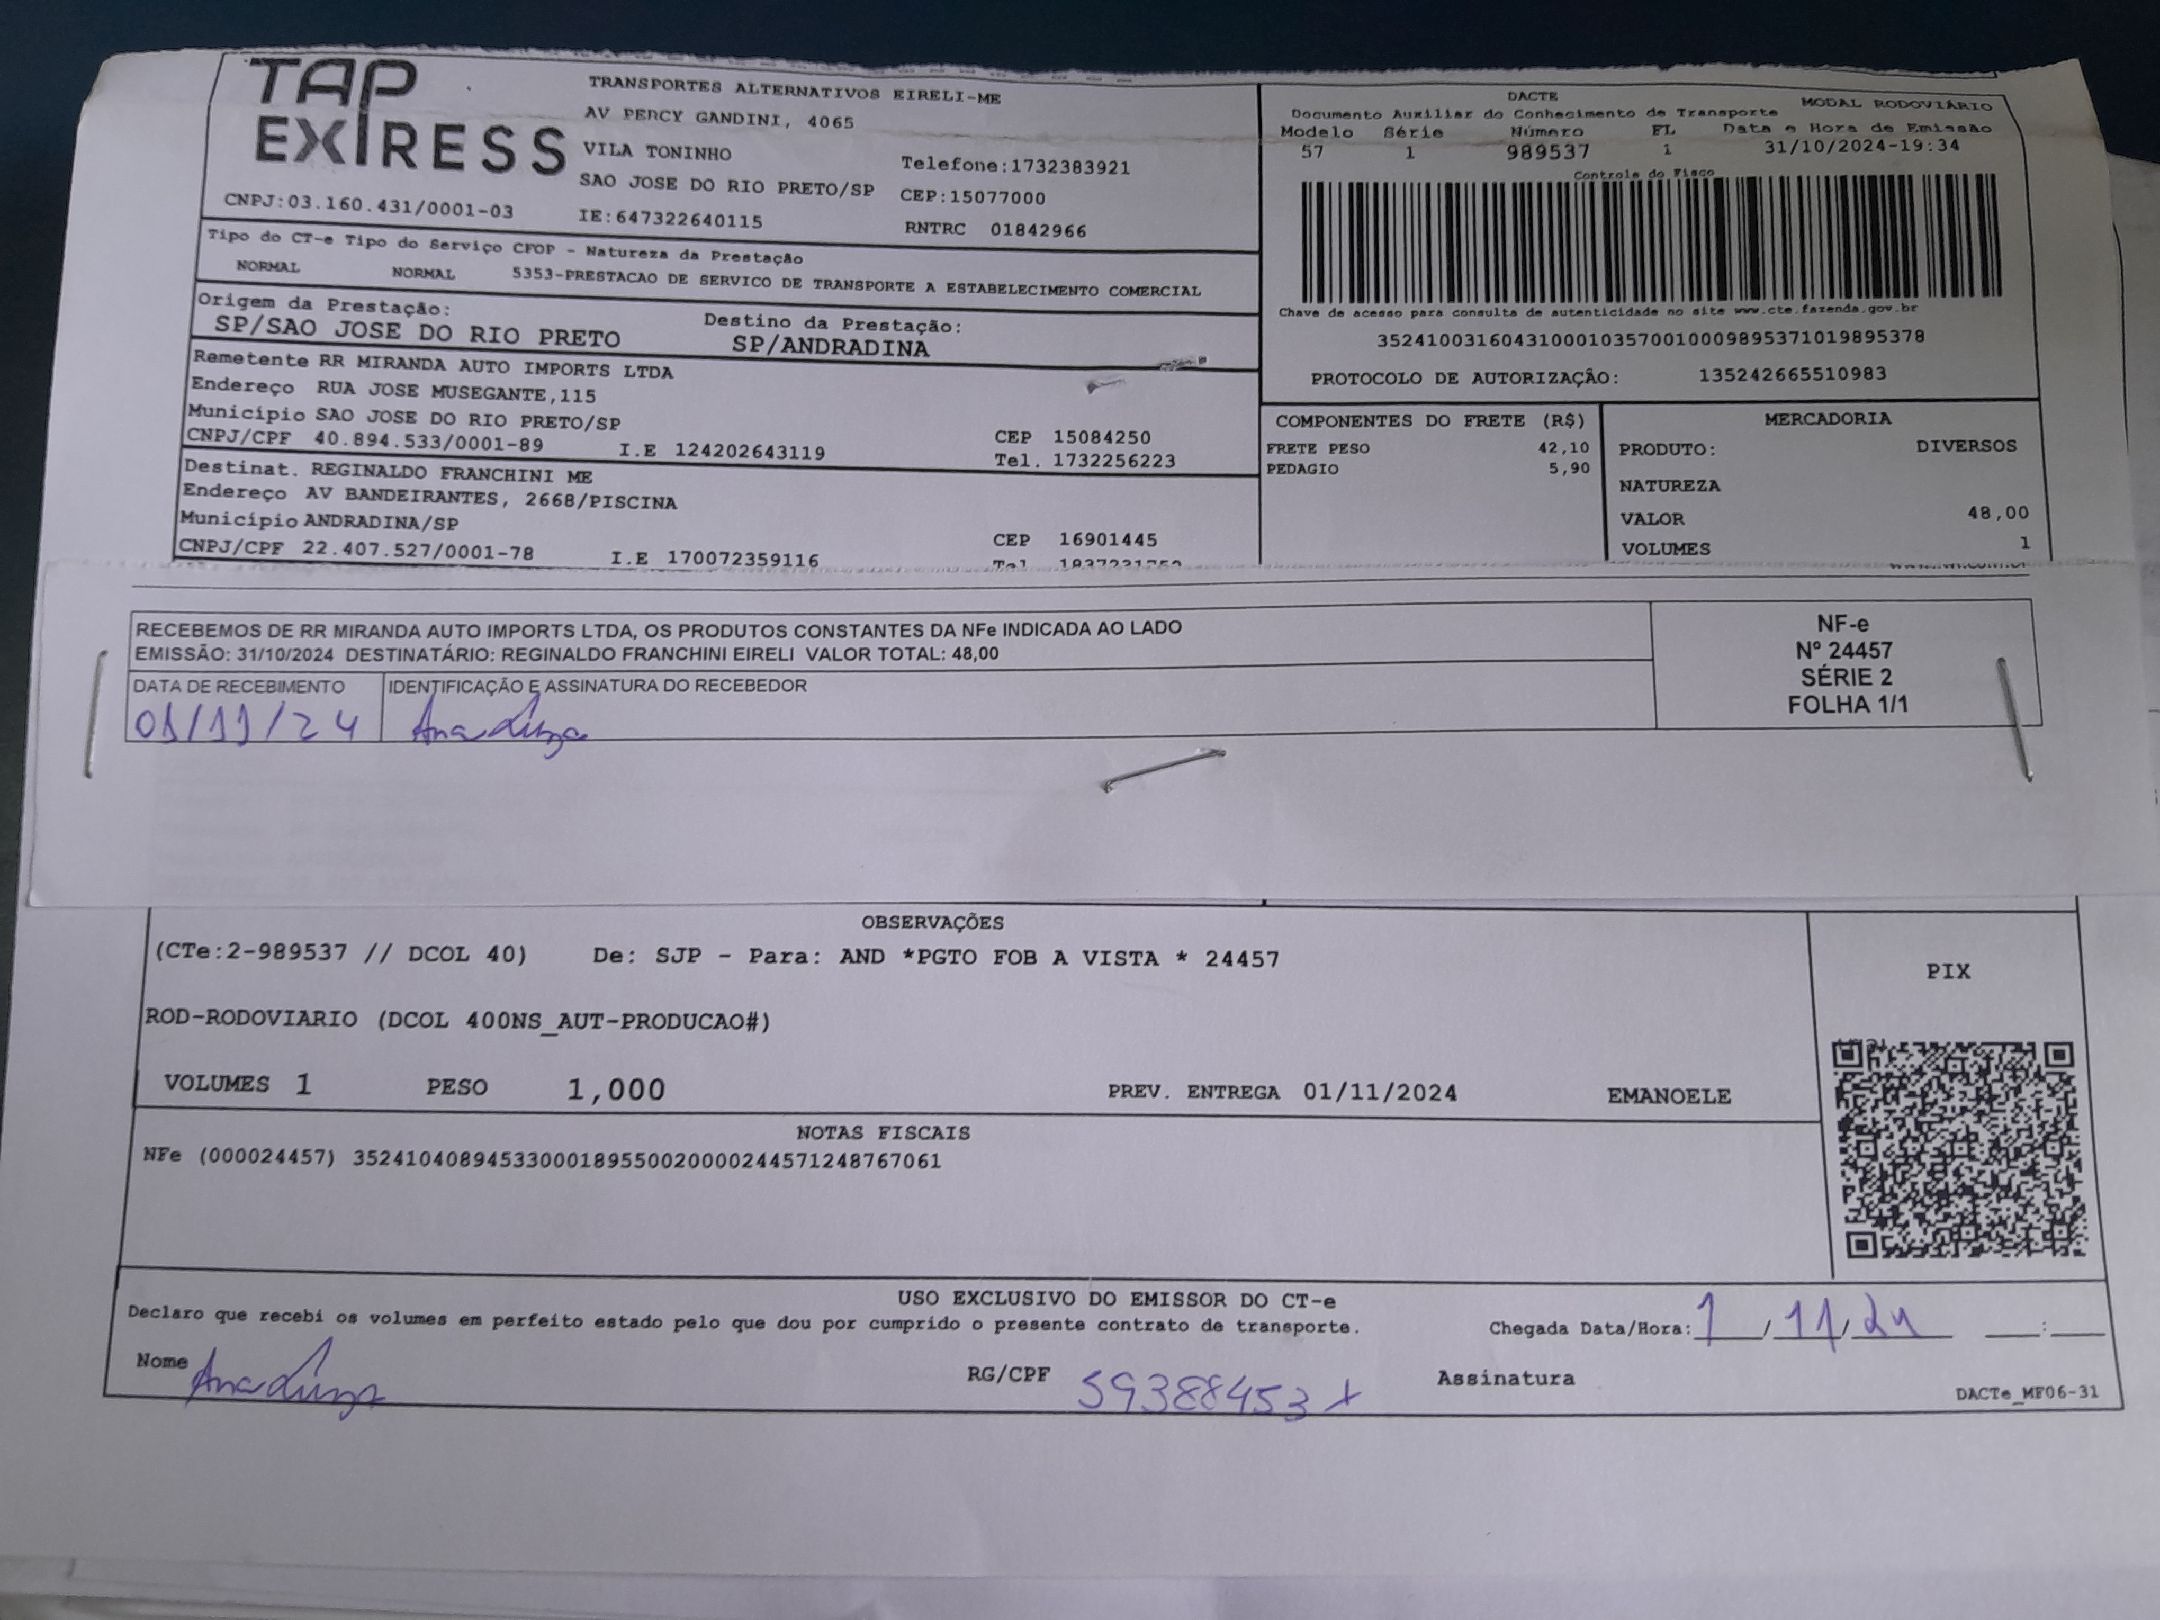 TAP
EXPRESS
TRANSPORTES ALTERNATIVOS EIRELI-ME
AV PERCY GANDINI, 4065
VILA TONINHO
Telefone:1732383921
SAO JOSE DO RIO PRETO/SP CEP:15077000
CNPJ:03.160.431/0001-03 IE:647322640115 RNTRC 01842966
DACTE MODAL RODOVIÁRIO
Documento Auxiliar do Conhecimento de Transporte
Modelo Série Número FL Data e Hora de Emissão
57 1 989537 1 31/10/2024-19:34
Controle do Fisco
Chave de acesso para consulta de autenticidade no site www.cte.fazenda.gov.br
35241003160431000103570010009895371019895378
PROTOCOLO DE AUTORIZAÇÃO: 135242665510983
Tipo do CT-e Tipo do Serviço CFOP - Natureza da Prestação
NORMAL NORMAL 5353-PRESTACAO DE SERVICO DE TRANSPORTE A ESTABELECIMENTO COMERCIAL
Origem da Prestação: Destino da Prestação:
SP/SAO JOSE DO RIO PRETO SP/ANDRADINA
Remetente RR MIRANDA AUTO IMPORTS LTDA
Endereço RUA JOSE MUSEGANTE,115
Município SAO JOSE DO RIO PRETO/SP CEP 15084250
CNPJ/CPF 40.894.533/0001-89 I.E 124202643119 Tel. 1732256223
Destinat. REGINALDO FRANCHINI ME
Endereço AV BANDEIRANTES, 2668/PISCINA
Município ANDRADINA/SP CEP 16901445
CNPJ/CPF 22.407.527/0001-78 I.E 170072359116 Tel
COMPONENTES DO FRETE (R$)
FRETE PESO 42,10
PEDAGIO 5,90
MERCADORIA
PRODUTO: DIVERSOS
NATUREZA
VALOR 48,00
VOLUMES 1
RECEBEMOS DE RR MIRANDA AUTO IMPORTS LTDA, OS PRODUTOS CONSTANTES DA NFe INDICADA AO LADO
EMISSÃO: 31/10/2024 DESTINATÁRIO: REGINALDO FRANCHINI EIRELI VALOR TOTAL: 48,00
DATA DE RECEBIMENTO IDENTIFICAÇÃO E ASSINATURA DO RECEBEDOR
01/11/24 Ana Luiza
NF-e
Nº 24457
SÉRIE 2
FOLHA 1/1
OBSERVAÇÕES
(CTe:2-989537 // DCOL 40) De: SJP - Para: AND *PGTO FOB A VISTA * 24457
ROD-RODOVIARIO (DCOL 400NS_AUT-PRODUCAO#)
VOLUMES 1 PESO 1,000 PREV. ENTREGA 01/11/2024 EMANOELE
PIX
NOTAS FISCAIS
NFe (000024457) 35241040894533000189550020000244571248767061
USO EXCLUSIVO DO EMISSOR DO CT-e
Declaro que recebi os volumes em perfeito estado pelo que dou por cumprido o presente contrato de transporte. Chegada Data/Hora: 1 / 11 / 24 :
Nome Ana Luiza RG/CPF 59388453x Assinatura
DACTe_MF06-31